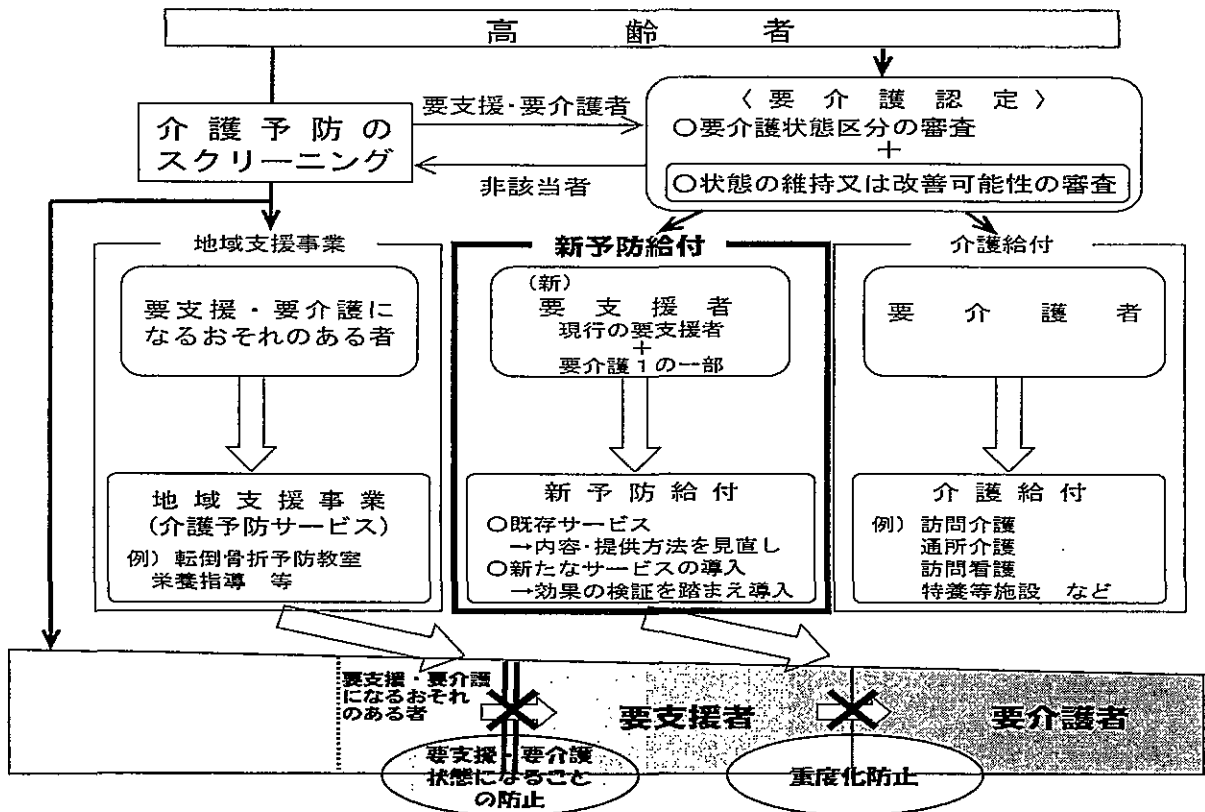 高齢者
介護予防の
スクリーニング
要支援・要介護者
非該当者
〈要介護認定〉
○要介護状態区分の審査
＋
○状態の維持又は改善可能性の審査
地域支援事業
要支援・要介護に
なるおそれのある者
地域支援事業
(介護予防サービス)
例）転倒骨折予防教室
栄養指導 等
新予防給付
(新)
要支援者
現行の要支援者
＋
要介護１の一部
新予防給付
○既存サービス
→内容・提供方法を見直し
○新たなサービスの導入
→効果の検証を踏まえ導入
介護給付
要介護者
介護給付
例）訪問介護
通所介護
訪問看護
特養等施設 など
要支援・要介護
になるおそれ
のある者
要支援者
要介護者
要支援・要介護
状態になること
の防止
重度化防止